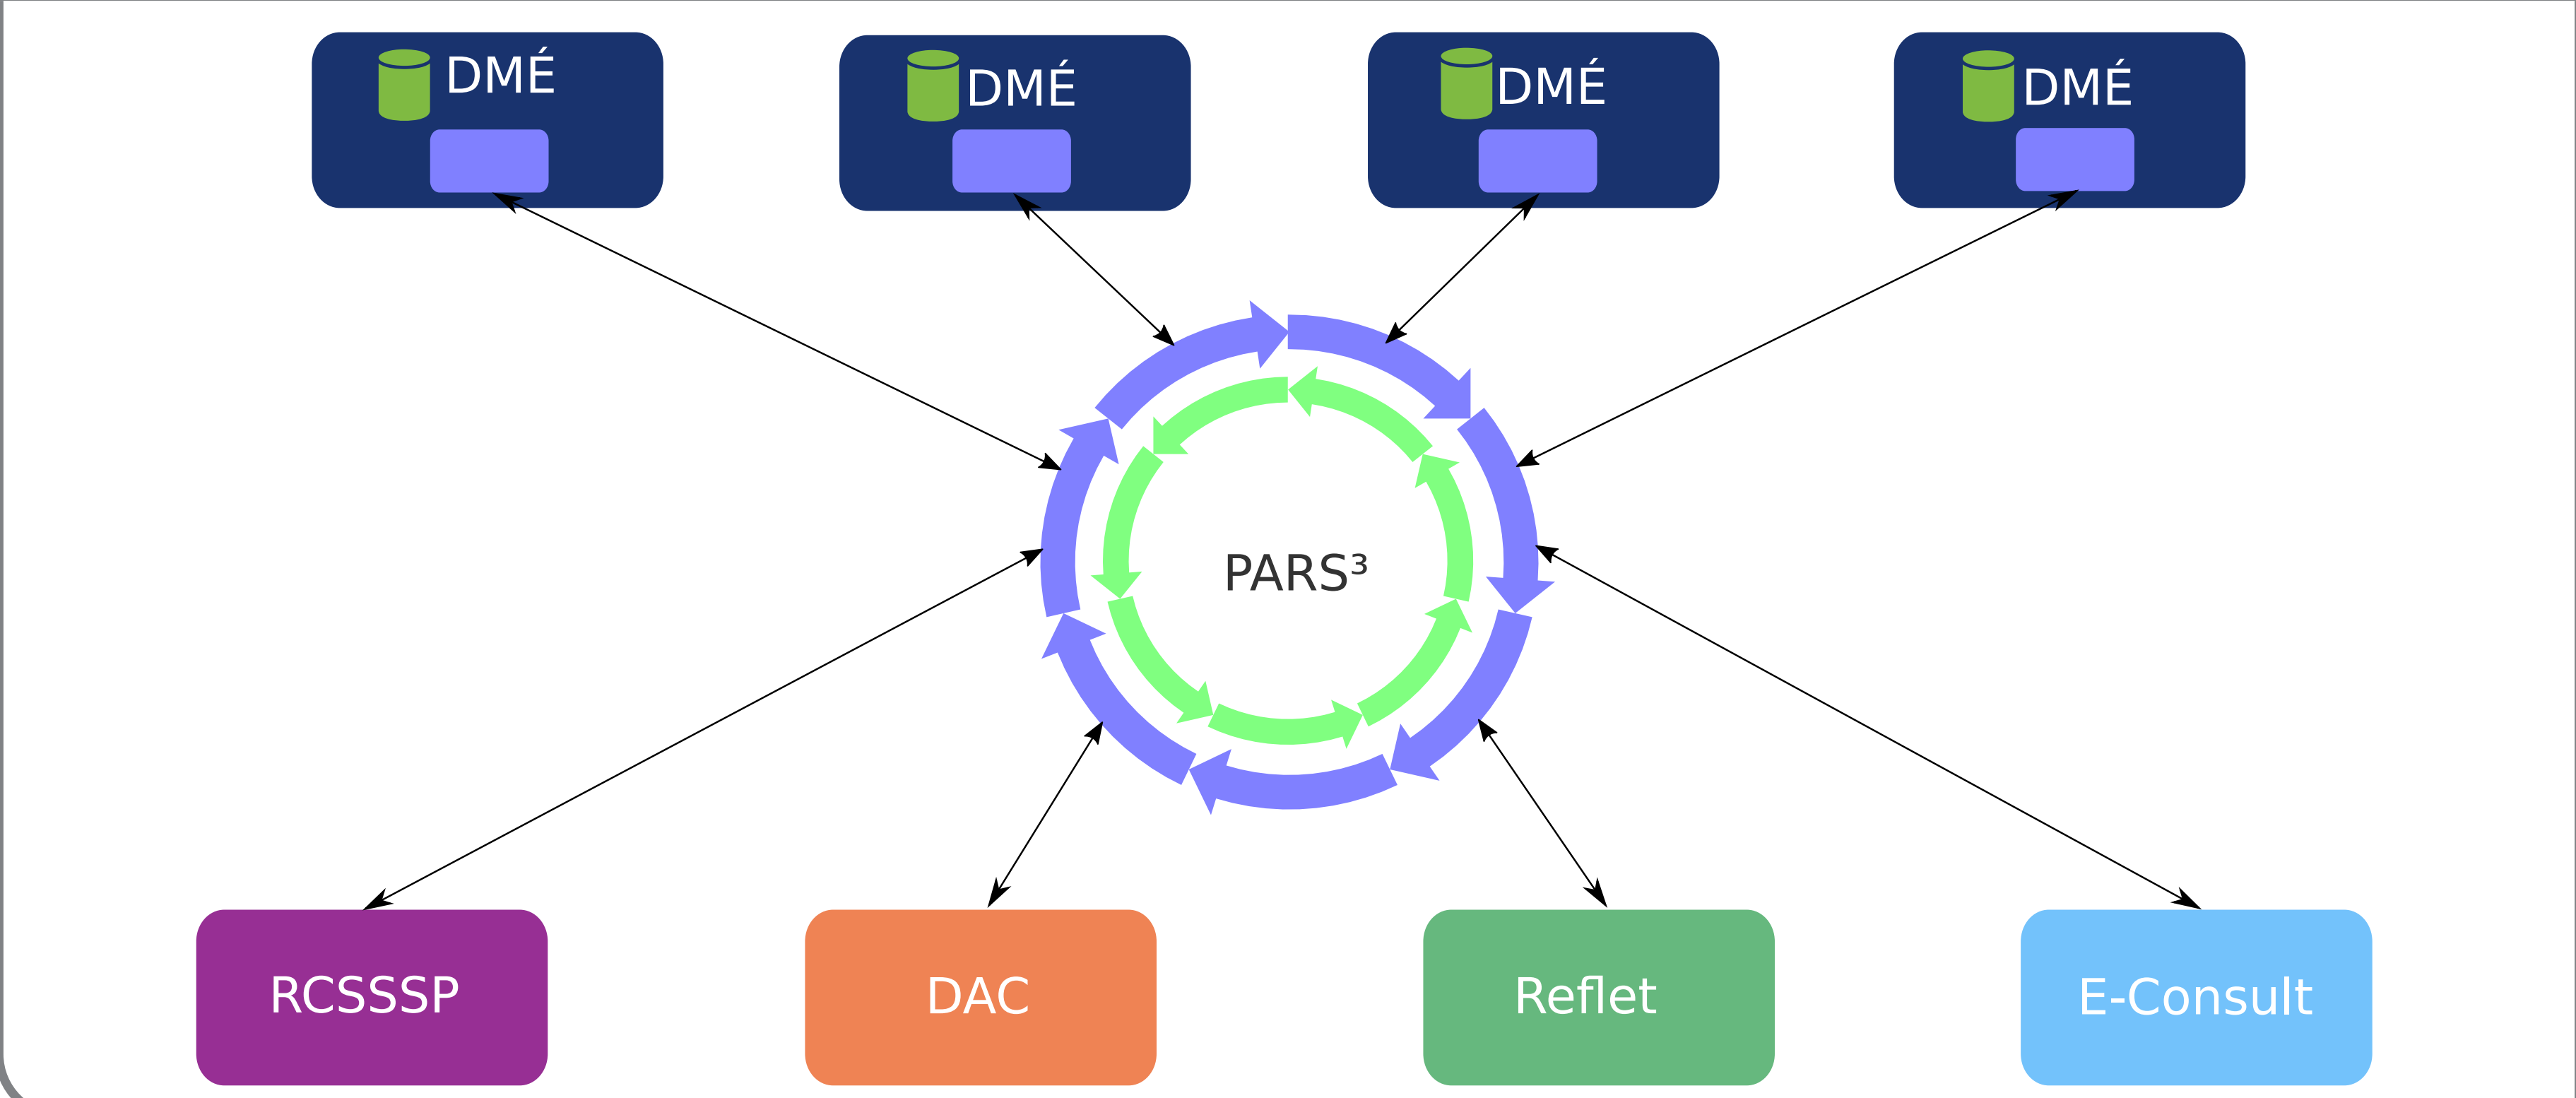 DMÉ
DMÉ
DMÉ
DMÉ
PARS³
RCSSSP
DAC
Reflet
E-Consult